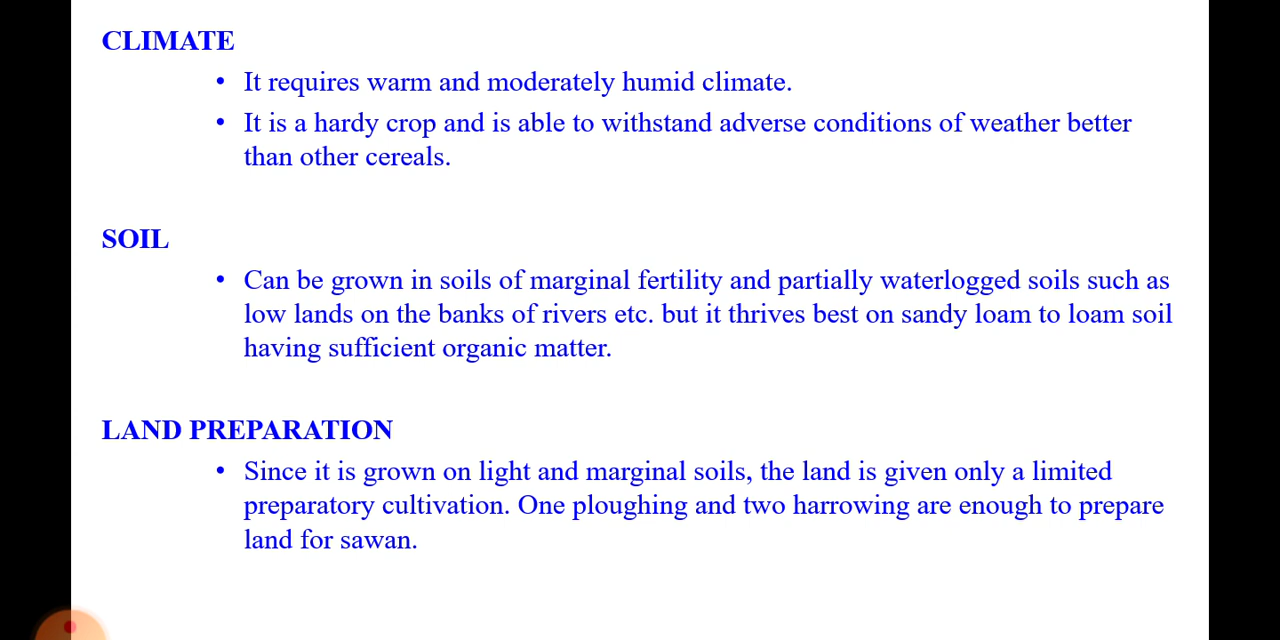 CLIMATE
• It requires warm and moderately humid climate.
• It is a hardy crop and is able to withstand adverse conditions of weather better
than other cereals.
SOIL
• Can be grown in soils of marginal fertility and partially waterlogged soils such as
low lands on the banks of rivers etc. but it thrives best on sandy loam to loam soil
having sufficient organic matter.
LAND PREPARATION
• Since it is grown on light and marginal soils, the land is given only a limited
preparatory cultivation. One ploughing and two harrowing are enough to prepare
land for sawan.